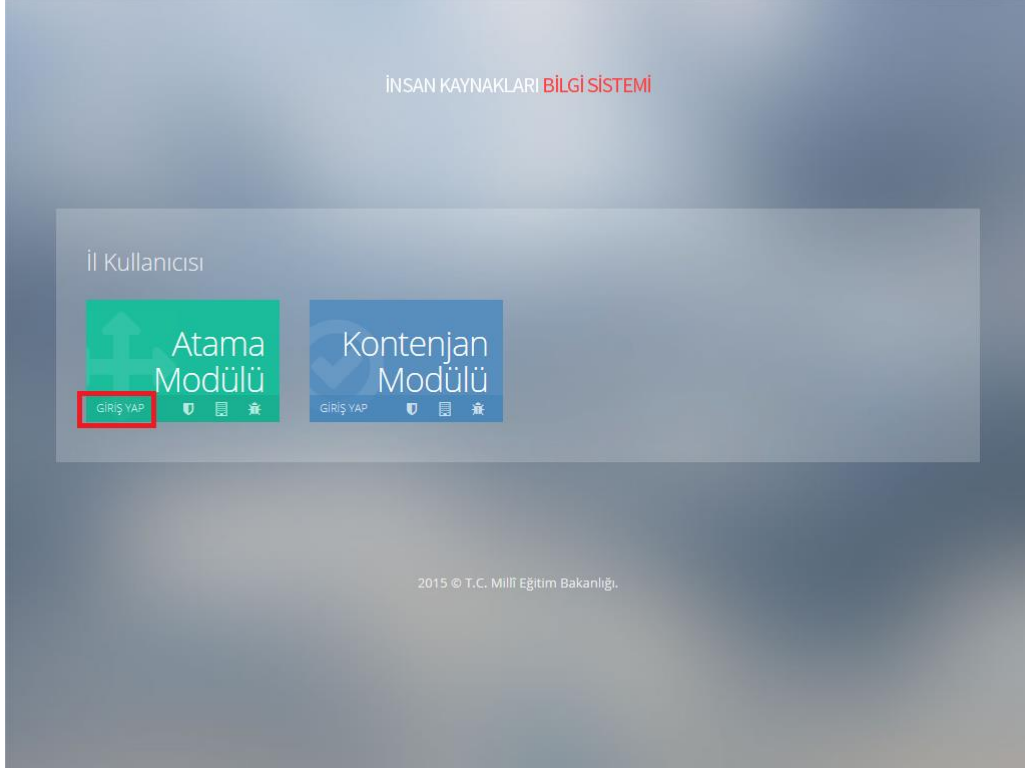 İNSAN KAYNAKLARI BİLGİ SİSTEMİ
İl Kullanıcısı
Atama
Modülü
GİRİŞ YAP
Kontenjan
Modülü
GİRİŞ YAP
2015 © T.C. Millî Eğitim Bakanlığı.